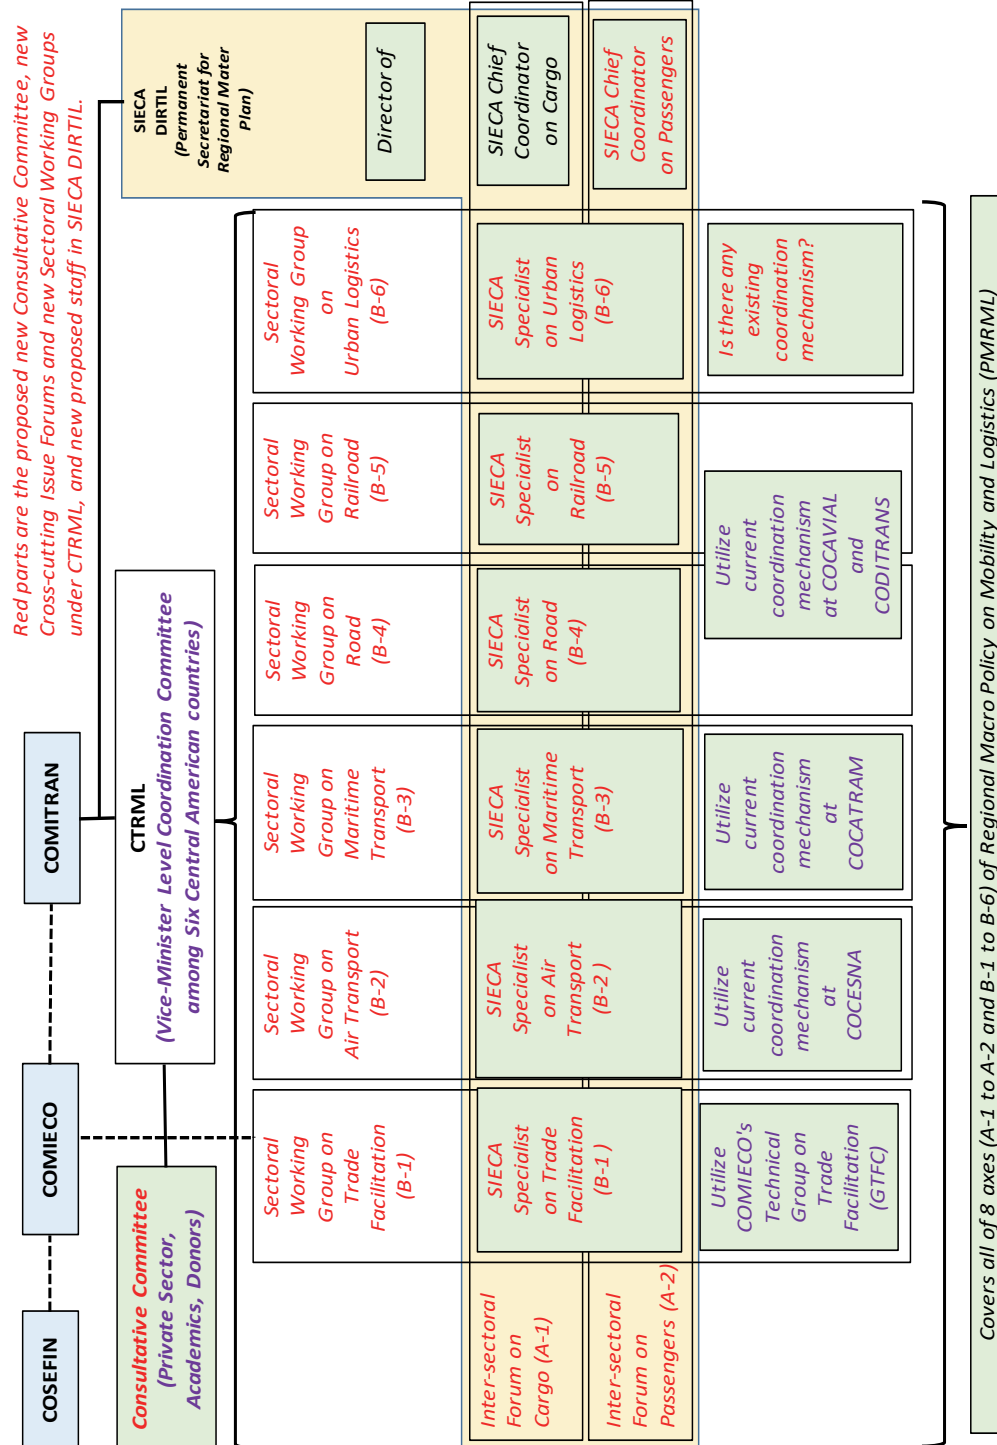 Red parts are the proposed new Consultative Committee, new
Cross-cutting Issue Forums and new Sectoral Working Groups
under CTRML, and new proposed staff in SIECA DIRTIL.
COSEFIN
COMIECO
COMITRAN
Consultative Committee
(Private Sector,
Academics, Donors)
CTRML
(Vice-Minister Level Coordination Committee
among Six Central American countries)
SIECA
DIRTIL
(Permanent
Secretariat for
Regional Mater
Plan)
Director of
Sectoral
Working
Group on
Trade
Facilitation
(B-1)
Sectoral
Working
Group on
Air Transport
(B-2)
Sectoral
Working
Group on
Maritime
Transport
(B-3)
Sectoral
Working
Group on
Road
(B-4)
Sectoral
Working
Group on
Railroad
(B-5)
Sectoral
Working Group
on
Urban Logistics
(B-6)
Inter-sectoral
Forum on
Cargo (A-1)
Inter-sectoral
Forum on
Passengers (A-2)
SIECA
Specialist
on Trade
Facilitation
(B-1)
SIECA
Specialist
on Air
Transport
(B-2 )
SIECA
Specialist
on Maritime
Transport
(B-3)
SIECA
Specialist
on Road
(B-4)
SIECA
Specialist
on
Railroad
(B-5)
SIECA
Specialist
on Urban
Logistics
(B-6)
SIECA Chief
Coordinator
on Cargo
SIECA Chief
Coordinator
on Passengers
Utilize
COMIECO's
Technical
Group on
Trade
Facilitation
(GTFC)
Utilize
current
coordination
mechanism
at
COCESNA
Utilize
current
coordination
mechanism
at
COCATRAM
Utilize
current
coordination
mechanism
at COCAVIAL
and
CODITRANS
Is there any
existing
coordination
mechanism?
Covers all of 8 axes (A-1 to A-2 and B-1 to B-6) of Regional Macro Policy on Mobility and Logistics (PMRML)